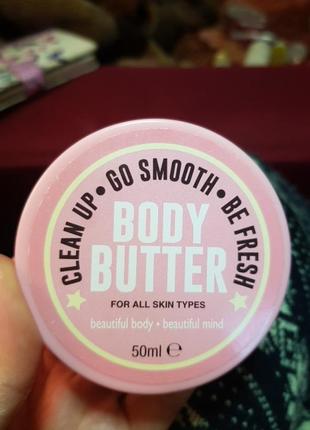 CLEAN UP • GO SMOOTH • BE FRESH
BODY
BUTTER
FOR ALL SKIN TYPES
beautiful body • beautiful mind
50ml ℮